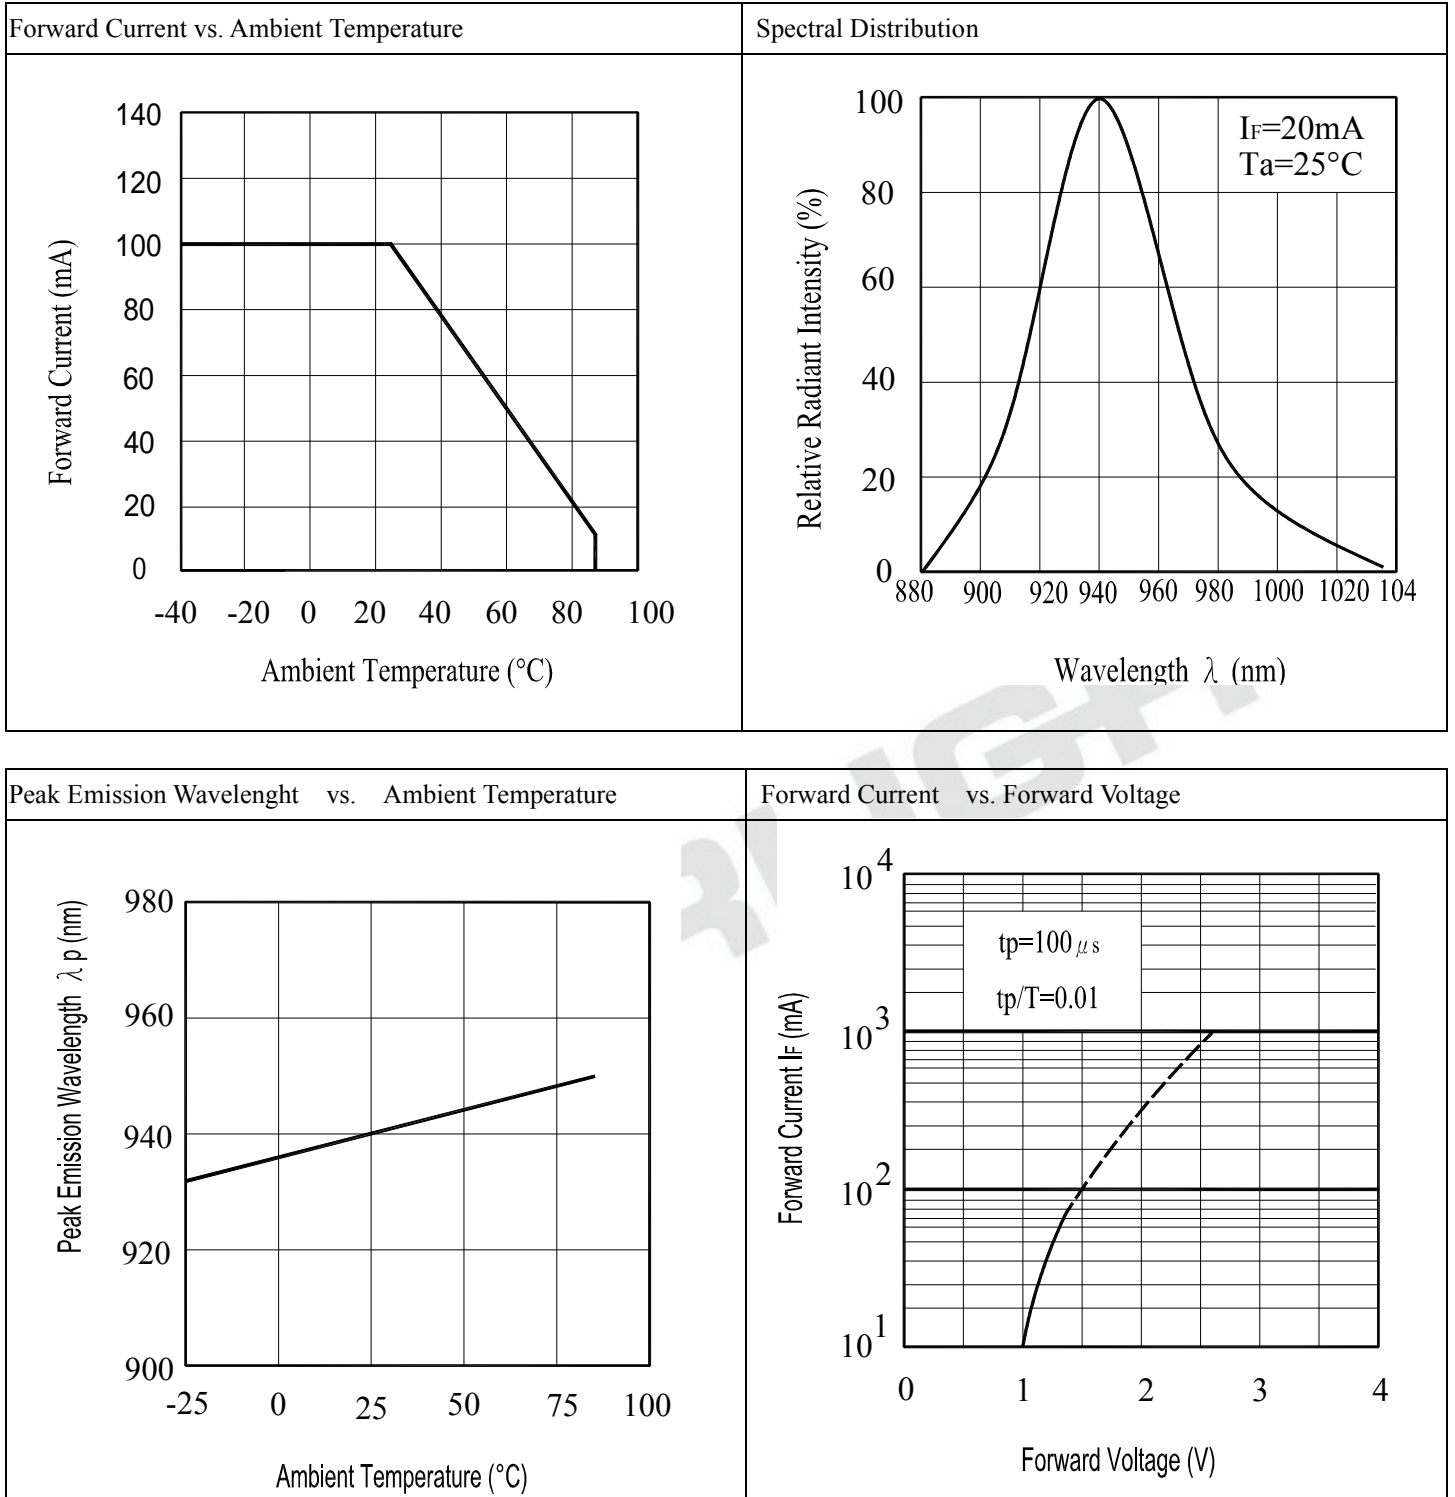 Forward Current vs. Ambient Temperature
Spectral Distribution
140
120
100
80
60
40
20
0
-40 -20 0 20 40 60 80 100
Forward Current (mA)
Ambient Temperature (°C)
100
80
60
40
20
0
880 900 920 940 960 980 1000 1020 104
IF=20mA
Ta=25°C
Relative Radiant Intensity (%)
Wavelength λ (nm)
Peak Emission Wavelenght vs. Ambient Temperature
Forward Current vs. Forward Voltage
980
960
940
920
900
-25 0 25 50 75 100
Peak Emission Wavelength λ p (nm)
Ambient Temperature (°C)
10⁴
10³
10²
10¹
0 1 2 3 4
tp=100μs
tp/T=0.01
Forward Current IF (mA)
Forward Voltage (V)